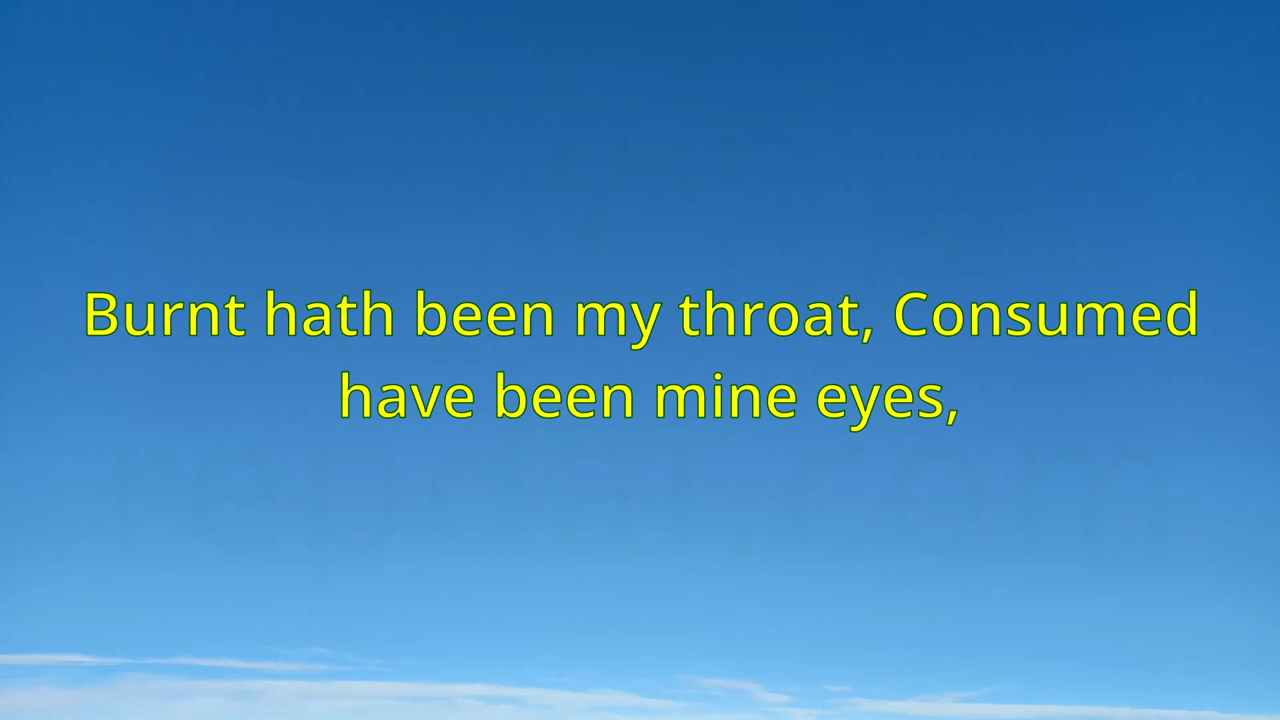 Burnt hath been my throat, Consumed
have been mine eyes,